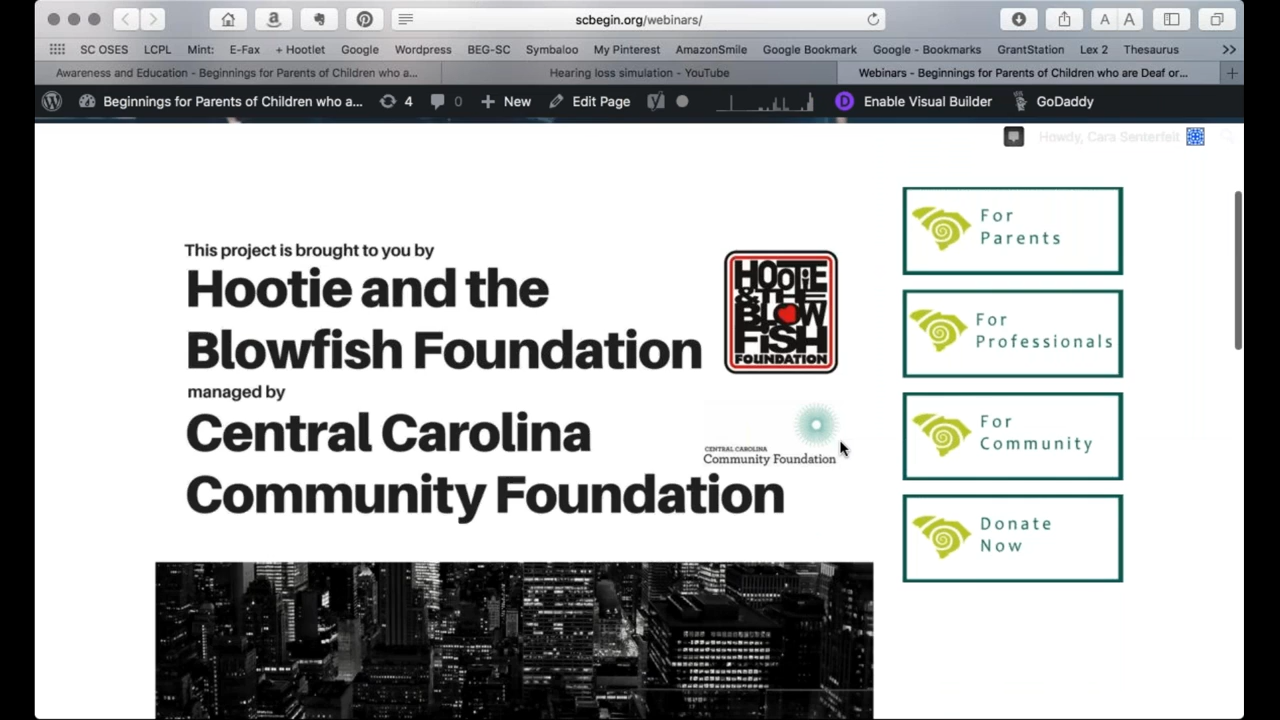 scbegin.org/webinars/
A A
SC OSES LCPL Mint: E-Fax + Hootlet Google Wordpress BEG-SC Symbaloo My Pinterest AmazonSmile Google Bookmark Google - Bookmarks GrantStation Lex 2 Thesaurus >>
Awareness and Education - Beginnings for Parents of Children who a... Hearing loss simulation - YouTube Webinars - Beginnings for Parents of Children who are Deaf or... +
Beginnings for Parents of Children who a... 4 0 + New Edit Page Enable Visual Builder GoDaddy
Howdy, Cara Senterfeit
This project is brought to you by
Hootie and the
Blowfish Foundation
managed by
Central Carolina
Community Foundation
HOOTIE
& THE
BLOW
FISH
FOUNDATION
CENTRAL CAROLINA
Community Foundation
For
Parents
For
Professionals
For
Community
Donate
Now